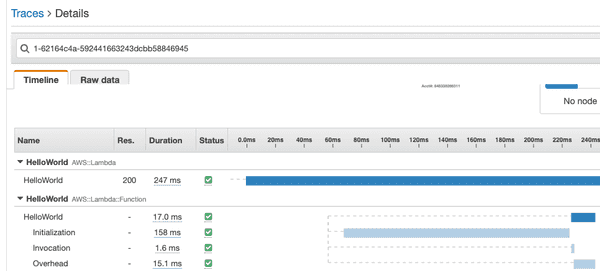 Traces > Details
1-62164c4a-592441663243dcbb58846945
Timeline Raw data
No node
Name Res. Duration Status 0.0ms 20ms 40ms 60ms 80ms 100ms 120ms 140ms 160ms 180ms 200ms 220ms 240ms
HelloWorld AWS::Lambda
HelloWorld 200 247 ms
HelloWorld AWS::Lambda::Function
HelloWorld - 17.0 ms
Initialization - 158 ms
Invocation - 1.6 ms
Overhead - 15.1 ms